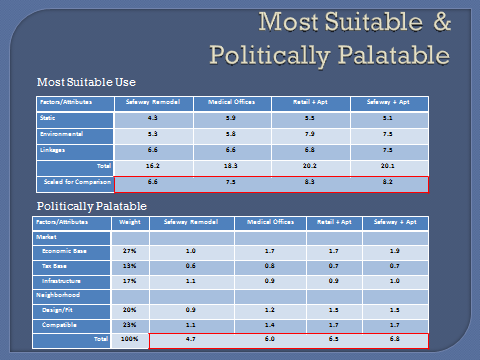 Most Suitable &
Politically Palatable
Most Suitable Use
Factors/Attributes Safeway Remodel Medical Offices Retail + Apt Safeway + Apt
Static 4.3 5.9 5.5 5.1
Environmental 5.3 5.8 7.9 7.5
Linkages 6.6 6.6 6.8 7.5
Total 16.2 18.3 20.2 20.1
Scaled for Comparison 6.6 7.5 8.3 8.2
Politically Palatable
Factors/Attributes Weight Safeway Remodel Medical Offices Retail + Apt Safeway + Apt
Market
Economic Base 27% 1.0 1.7 1.7 1.9
Tax Base 13% 0.6 0.8 0.7 0.7
Infrastructure 17% 1.1 0.9 0.9 1.0
Neighborhood
Design/Fit 20% 0.9 1.2 1.5 1.5
Compatible 23% 1.1 1.4 1.7 1.7
Total 100% 4.7 6.0 6.5 6.8